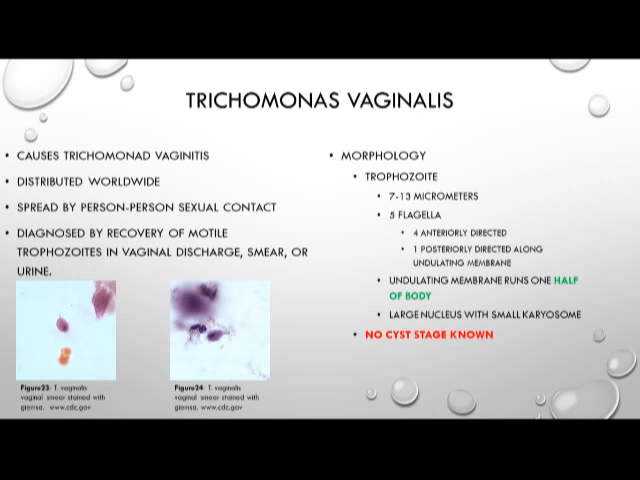 TRICHOMONAS VAGINALIS
• CAUSES TRICHOMONAD VAGINITIS
• DISTRIBUTED WORLDWIDE
• SPREAD BY PERSON-PERSON SEXUAL CONTACT
• DIAGNOSED BY RECOVERY OF MOTILE
TROPHOZOITES IN VAGINAL DISCHARGE, SMEAR, OR
URINE.
Figure23: T. vaginalis
vaginal smear stained with
giemsa. www.cdc.gov
Figure24: T. vaginalis
vaginal smear stained with
giemsa. www.cdc.gov
• MORPHOLOGY
• TROPHOZOITE
• 7-13 MICROMETERS
• 5 FLAGELLA
• 4 ANTERIORLY DIRECTED
• 1 POSTERIORLY DIRECTED ALONG
UNDULATING MEMBRANE
• UNDULATING MEMBRANE RUNS ONE HALF
OF BODY
• LARGE NUCLEUS WITH SMALL KARYOSOME
• NO CYST STAGE KNOWN